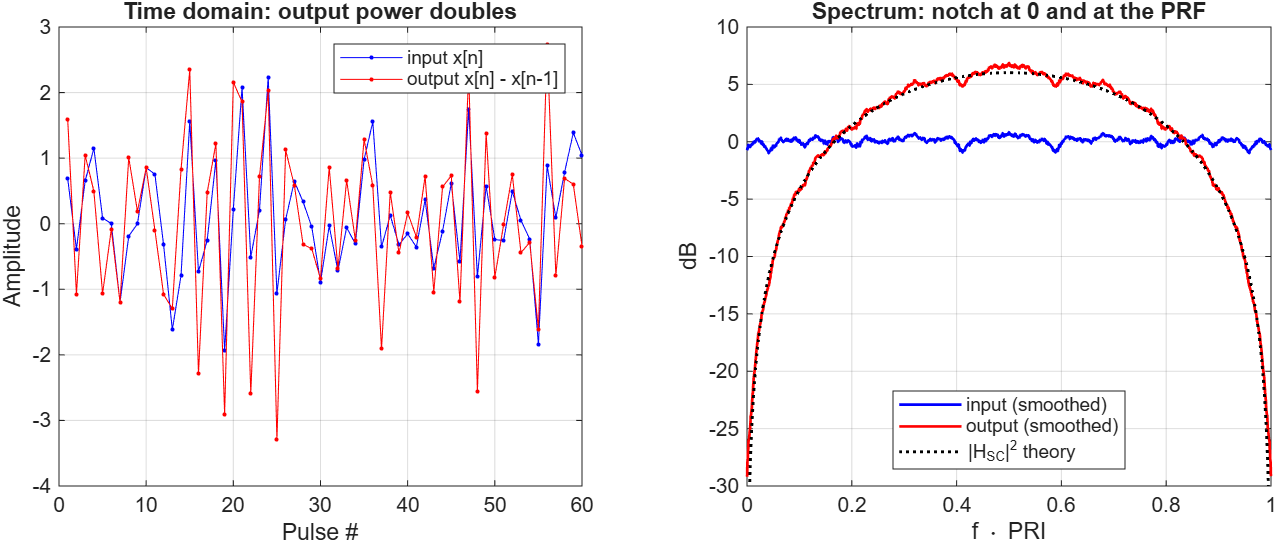 Time domain: output power doubles
3
2
1
0
-1
-2
-3
-4
Amplitude
0
10
20
30
40
50
60
Pulse #
input x[n]
output x[n] - x[n-1]
Spectrum: notch at 0 and at the PRF
10
5
0
-5
-10
-15
-20
-25
-30
dB
0
0.2
0.4
0.6
0.8
1
f · PRI
input (smoothed)
output (smoothed)
|H_SC|² theory